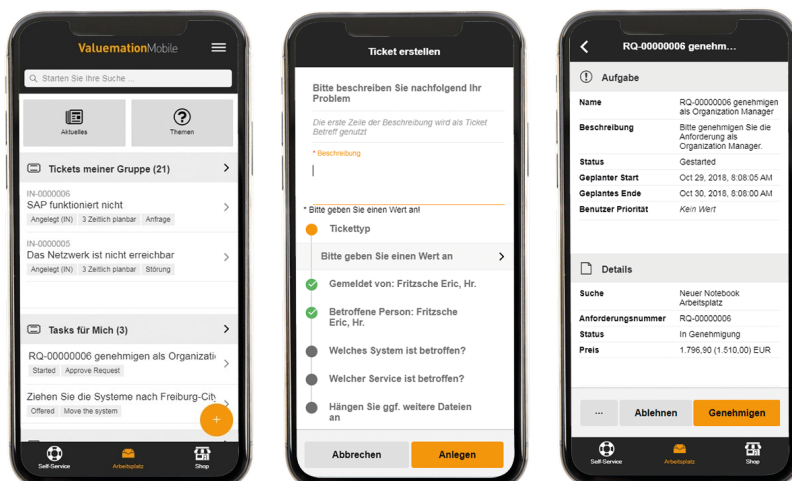 ValuemationMobile
Starten Sie Ihre Suche ...
Aktuelles
Themen
Tickets meiner Gruppe (21)
IN-0000006
SAP funktioniert nicht
Angelegt (IN) 3 Zeitlich planbar Anfrage
IN-0000005
Das Netzwerk ist nicht erreichbar
Angelegt (IN) 3 Zeitlich planbar Störung
Tasks für Mich (3)
RQ-00000006 genehmigen als Organizati
Started Approve Request
Ziehen Sie die Systeme nach Freiburg-City
Offered Move the system
+
Self-Service Arbeitsplatz Shop
Ticket erstellen
Bitte beschreiben Sie nachfolgend Ihr
Problem
Die erste Zeile der Beschreibung wird als Ticket
Betreff genutzt
* Beschreibung
* Bitte geben Sie einen Wert an!
Tickettyp
Bitte geben Sie einen Wert an
Gemeldet von: Fritzsche Eric, Hr.
Betroffene Person: Fritzsche
Eric, Hr.
Welches System ist betroffen?
Welcher Service ist betroffen?
Hängen Sie ggf. weitere Dateien
an
Abbrechen Anlegen
RQ-00000006 genehm...
Aufgabe
Name RQ-00000006 genehmigen
als Organization Manager
Beschreibung Bitte genehmigen Sie die
Anforderung als
Organization Manager.
Status Gestarted
Geplanter Start Oct 29, 2018, 8:08:05 AM
Geplantes Ende Oct 30, 2018, 8:08:00 AM
Benutzer Priorität Kein Wert
Details
Suche Neuer Notebook
Arbeitsplatz
Anforderungsnummer RQ-00000006
Status In Genehmigung
Preis 1.796,90 (1.510,00) EUR
... Ablehnen Genehmigen
Self-Service Arbeitsplatz Shop